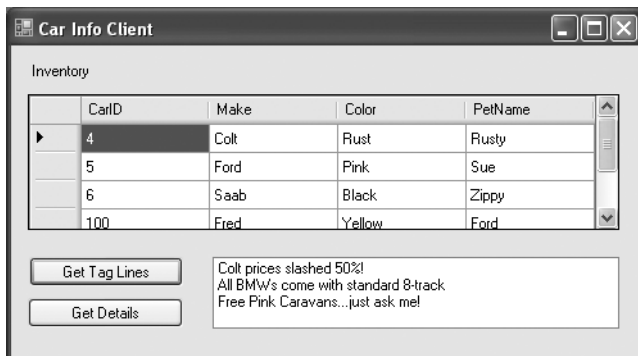 Car Info Client
Inventory
CarID Make Color PetName
4 Colt Rust Rusty
5 Ford Pink Sue
6 Saab Black Zippy
100 Fred Yellow Ford
Get Tag Lines
Get Details
Colt prices slashed 50%!
All BMWs come with standard 8-track
Free Pink Caravans...just ask me!